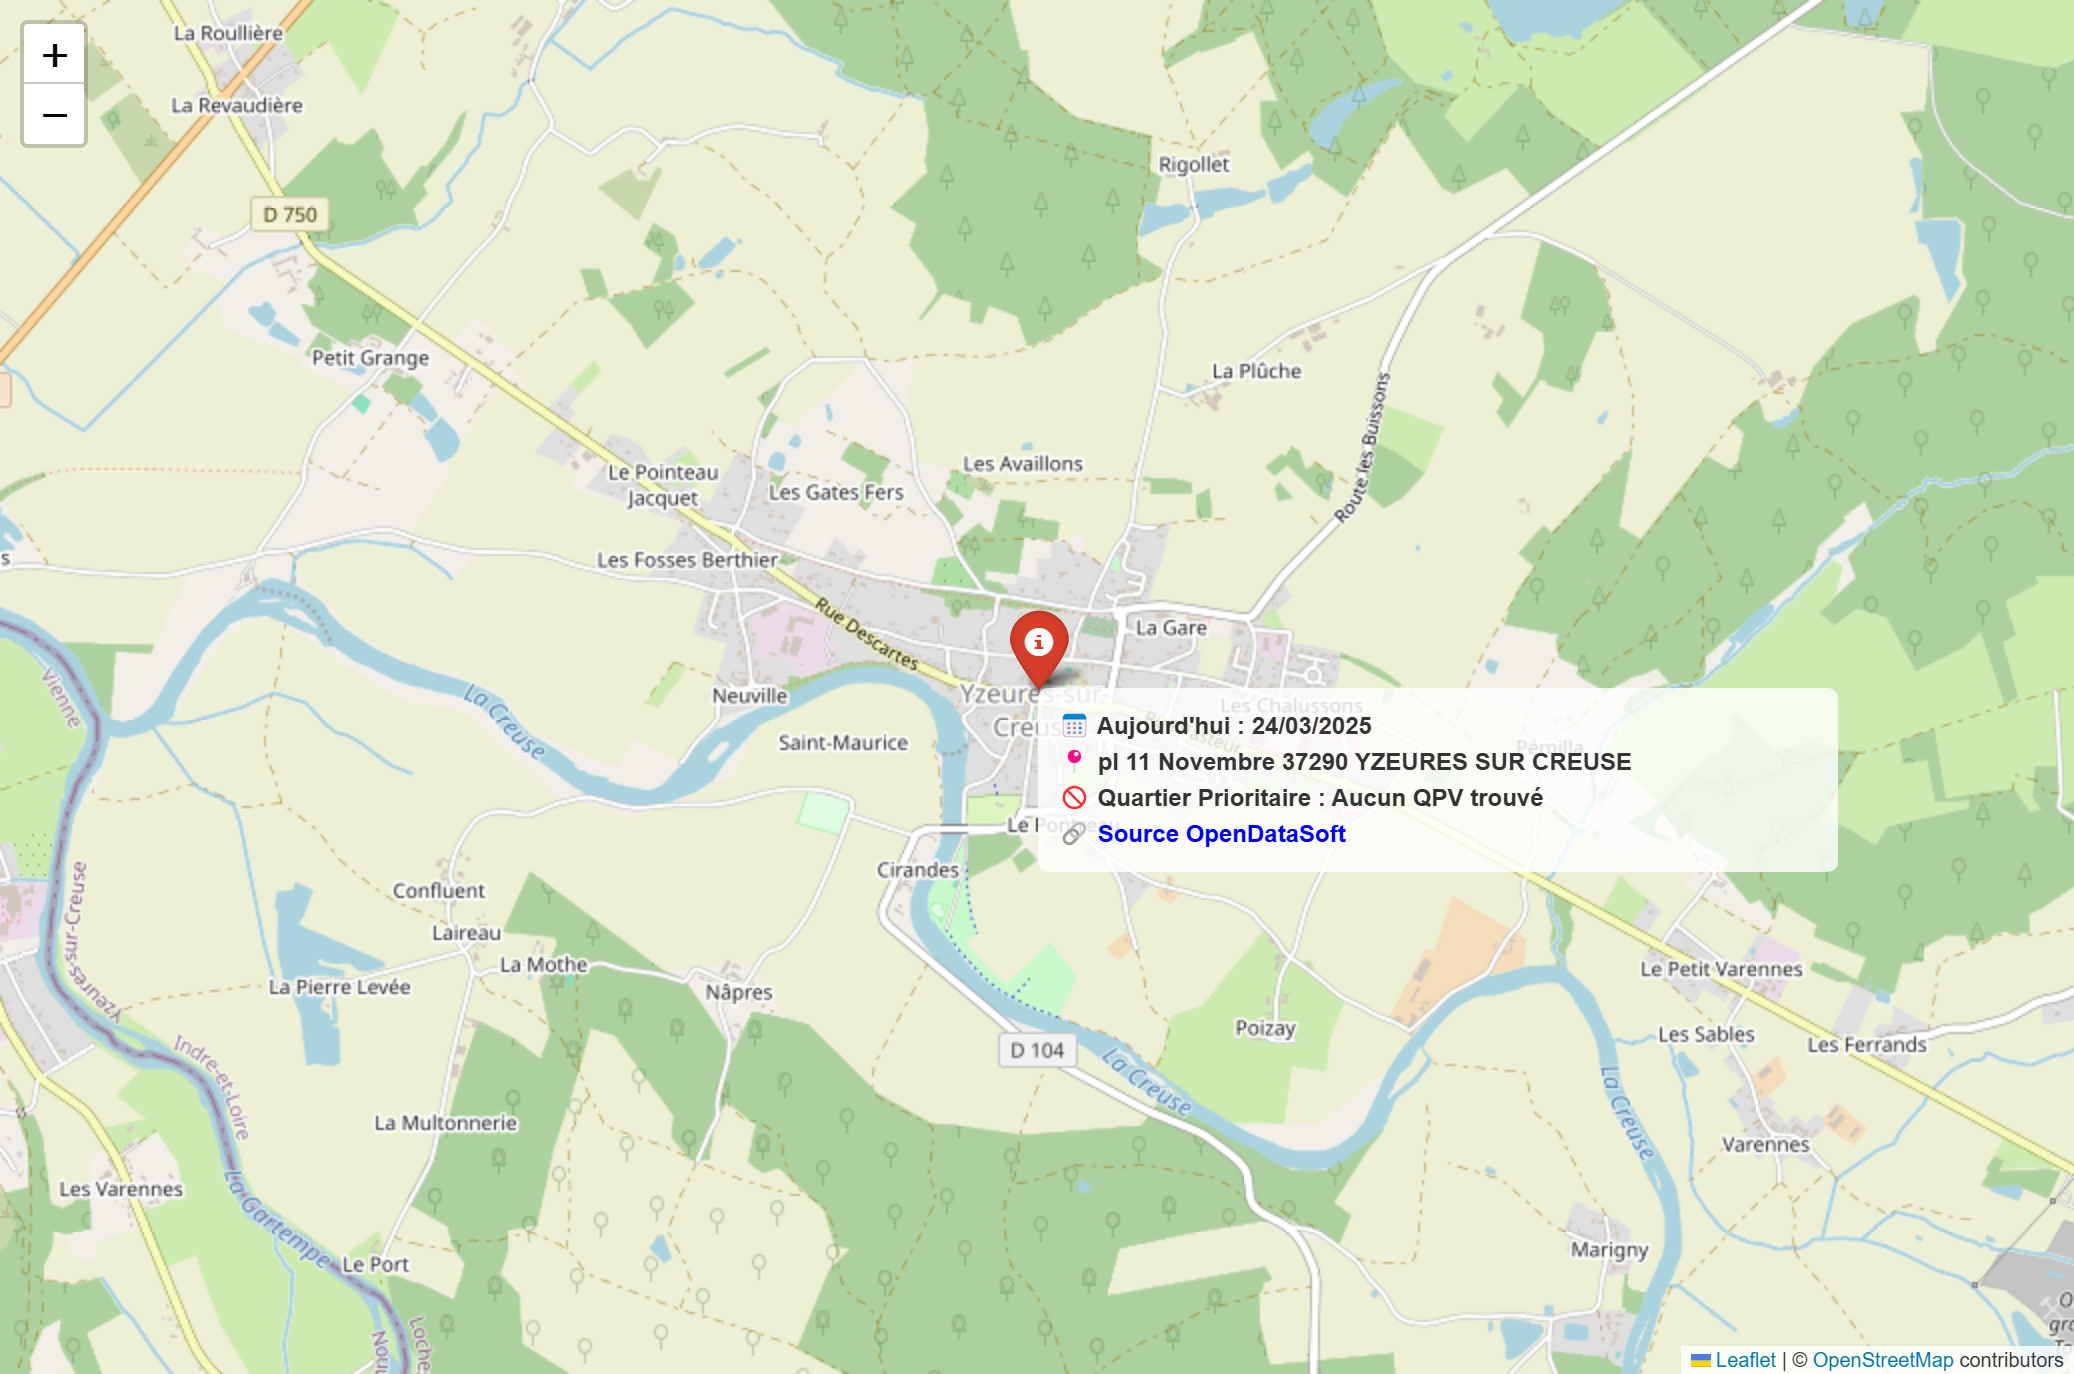 +
−
La Roullière
La Revaudière
D 750
Rigollet
Petit Grange
La Plûche
Route les Buissons
Le Pointeau
Jacquet
Les Gates Fers
Les Availlons
Les Fosses Berthier
Rue Descartes
La Gare
Vienne
La Creuse
Neuville
Yzeures-sur-
Creuse
Les Chalussons
Saint-Maurice
Pémilla
Aujourd'hui : 24/03/2025
pl 11 Novembre 37290 YZEURES SUR CREUSE
Quartier Prioritaire : Aucun QPV trouvé
Source OpenDataSoft
Cirandes
Confluent
Laireau
La Mothe
La Pierre Levée
Nâpres
Yzeures-sur-Creuse
Indre-et-Loire
Le Petit Varennes
Poizay
Les Sables
Les Ferrands
D 104
La Creuse
La Creuse
La Multonnerie
Varennes
Les Varennes
La Gartempe
Le Port
Marigny
Leaflet | © OpenStreetMap contributors